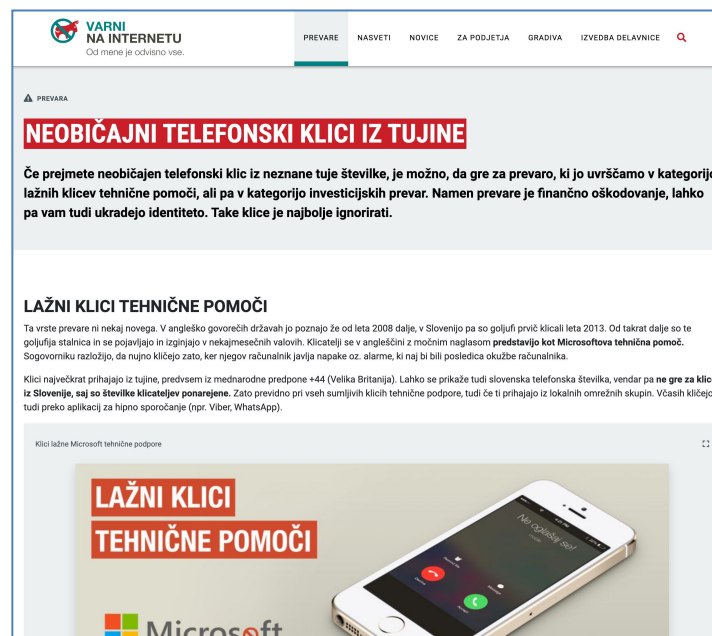 VARNI
NA INTERNETU
Od mene je odvisno vse.
PREVARE NASVETI NOVICE ZA PODJETJA GRADIVA IZVEDBA DELAVNICE
PREVARA
NEOBIČAJNI TELEFONSKI KLICI IZ TUJINE
Če prejmete neobičajen telefonski klic iz neznane tuje številke, je možno, da gre za prevaro, ki jo uvrščamo v kategorijo
lažnih klicev tehnične pomoči, ali pa v kategorijo investicijskih prevar. Namen prevare je finančno oškodovanje, lahko
pa vam tudi ukradejo identiteto. Take klice je najbolje ignorirati.
LAŽNI KLICI TEHNIČNE POMOČI
Ta vrste prevare ni nekaj novega. V angleško govorečih državah jo poznajo že od leta 2008 dalje, v Slovenijo pa so goljufi prvič klicali leta 2013. Od takrat dalje so te
goljufija stalnica in se pojavljajo in izginjajo v nekajmesečnih valovih. Klicatelji se v angleščini z močnim naglasom predstavijo kot Microsoftova tehnična pomoč.
Sogovorniku razložijo, da nujno kličejo zato, ker njegov računalnik javlja napake oz. alarme, ki naj bi bili posledica okužbe računalnika.
Klici največkrat prihajajo iz tujine, predvsem iz mednarodne predpone +44 (Velika Britanija). Lahko se prikaže tudi slovenska telefonska številka, vendar pa ne gre za klice
iz Slovenije, saj so številke klicateljev ponarejene. Zato previdno pri vseh sumljivih klicih tehnične podpore, tudi če ti prihajajo iz lokalnih omrežnih skupin. Včasih kličejo
tudi preko aplikacij za hipno sporočanje (npr. Viber, WhatsApp).
Klici lažne Microsoft tehnične podpore
LAŽNI KLICI
TEHNIČNE POMOČI
Ne oglašaj se!
Microsoft